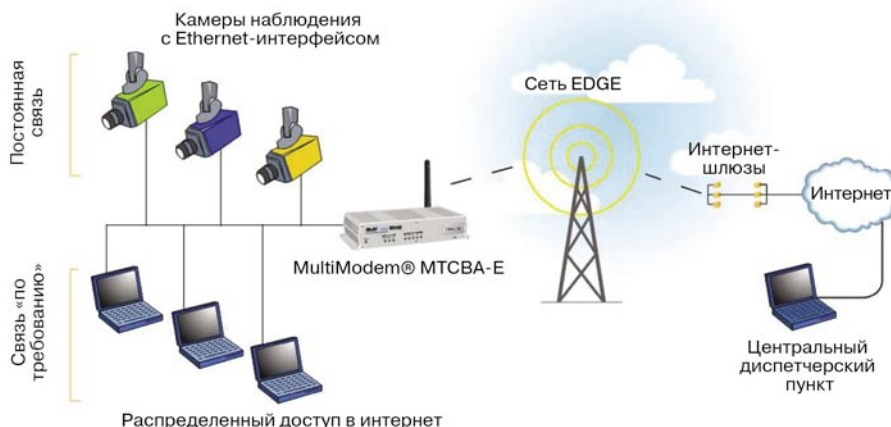 Камеры наблюдения
с Ethernet-интерфейсом
Постоянная
связь
Сеть EDGE
Интернет-
шлюзы
Интернет
MultiModem® MTCBA-E
Связь «по
требованию»
Центральный
диспетчерский
пункт
Распределенный доступ в интернет